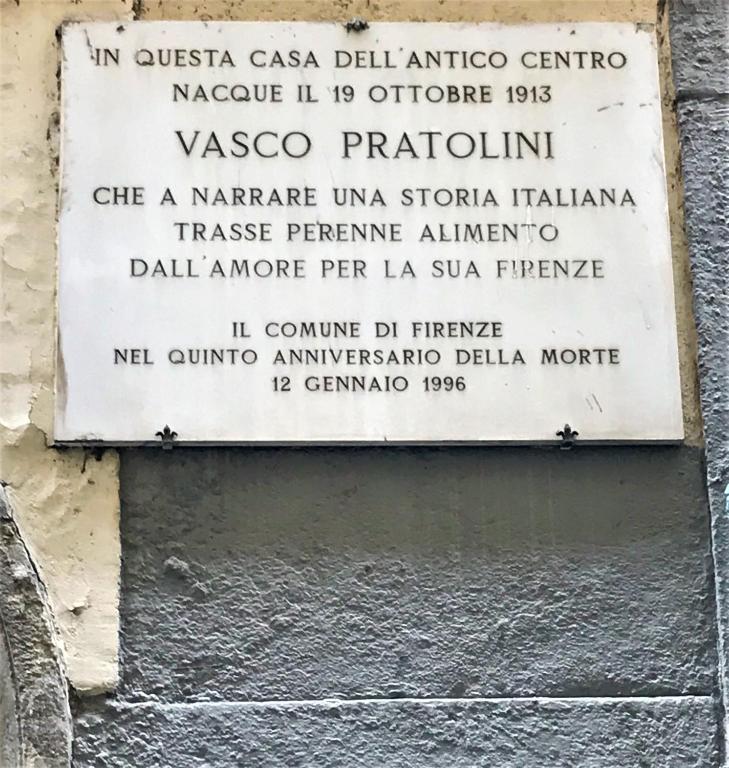 IN QUESTA CASA DELL'ANTICO CENTRO
NACQUE IL 19 OTTOBRE 1913
VASCO PRATOLINI
CHE A NARRARE UNA STORIA ITALIANA
TRASSE PERENNE ALIMENTO
DALL'AMORE PER LA SUA FIRENZE
IL COMUNE DI FIRENZE
NEL QUINTO ANNIVERSARIO DELLA MORTE
12 GENNAIO 1996